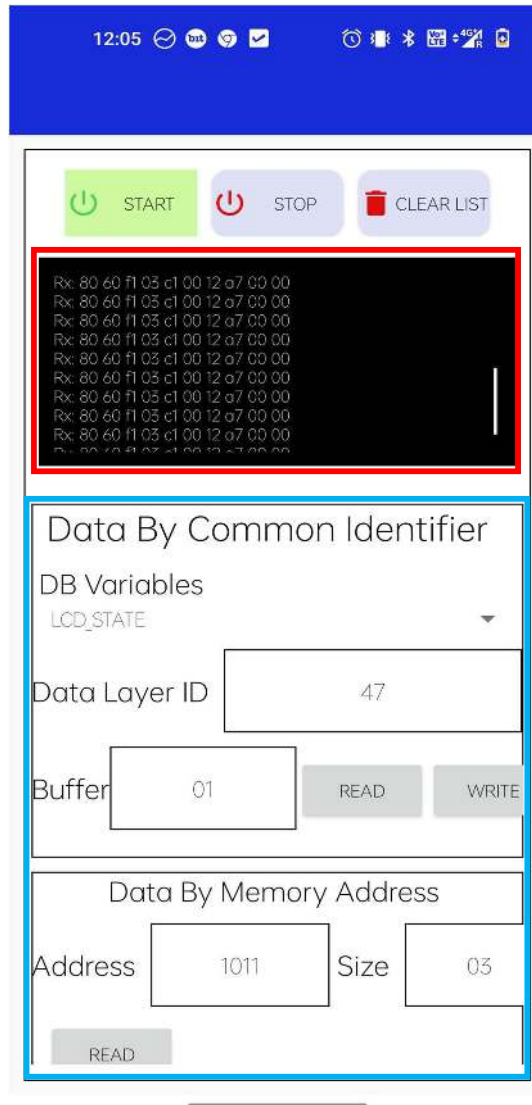 12:05 bıt Vo) LTE 4G R
START STOP CLEAR LIST
Rx: 80 60 f1 03 c1 00 12 a7 00 00
Rx: 80 60 f1 03 c1 00 12 a7 00 00
Rx: 80 60 f1 03 c1 00 12 a7 00 00
Rx: 80 60 f1 03 c1 00 12 a7 00 00
Rx: 80 60 f1 03 c1 00 12 a7 00 00
Rx: 80 60 f1 03 c1 00 12 a7 00 00
Rx: 80 60 f1 03 c1 00 12 a7 00 00
Rx: 80 60 f1 03 c1 00 12 a7 00 00
Rx: 80 60 f1 03 c1 00 12 a7 00 00
Data By Common Identifier
DB Variables
LCD_STATE
Data Layer ID 47
Buffer 01 READ WRITE
Data By Memory Address
Address 1011 Size 03
READ